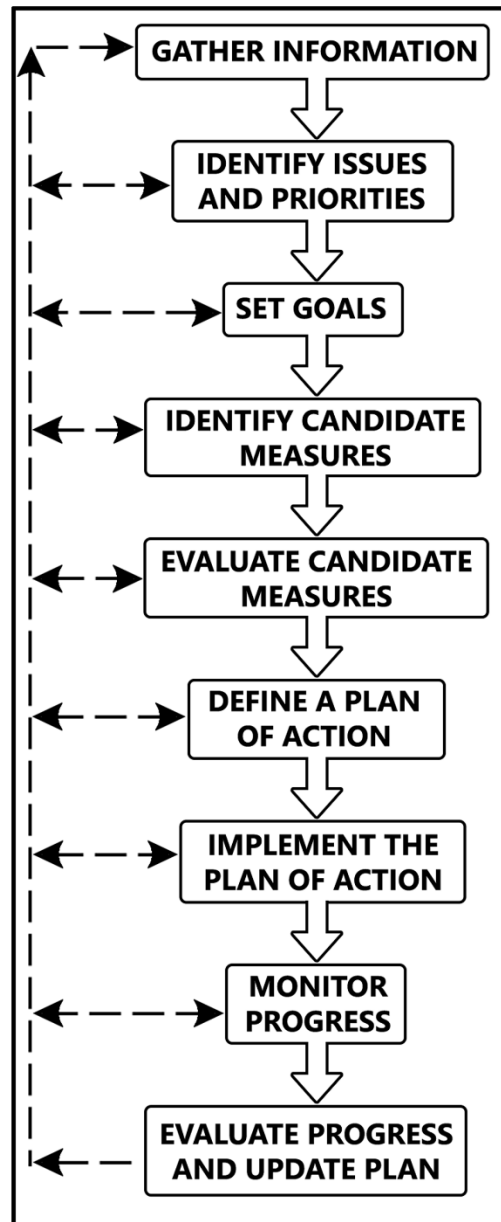 GATHER INFORMATION
IDENTIFY ISSUES
AND PRIORITIES
SET GOALS
IDENTIFY CANDIDATE
MEASURES
EVALUATE CANDIDATE
MEASURES
DEFINE A PLAN
OF ACTION
IMPLEMENT THE
PLAN OF ACTION
MONITOR
PROGRESS
EVALUATE PROGRESS
AND UPDATE PLAN